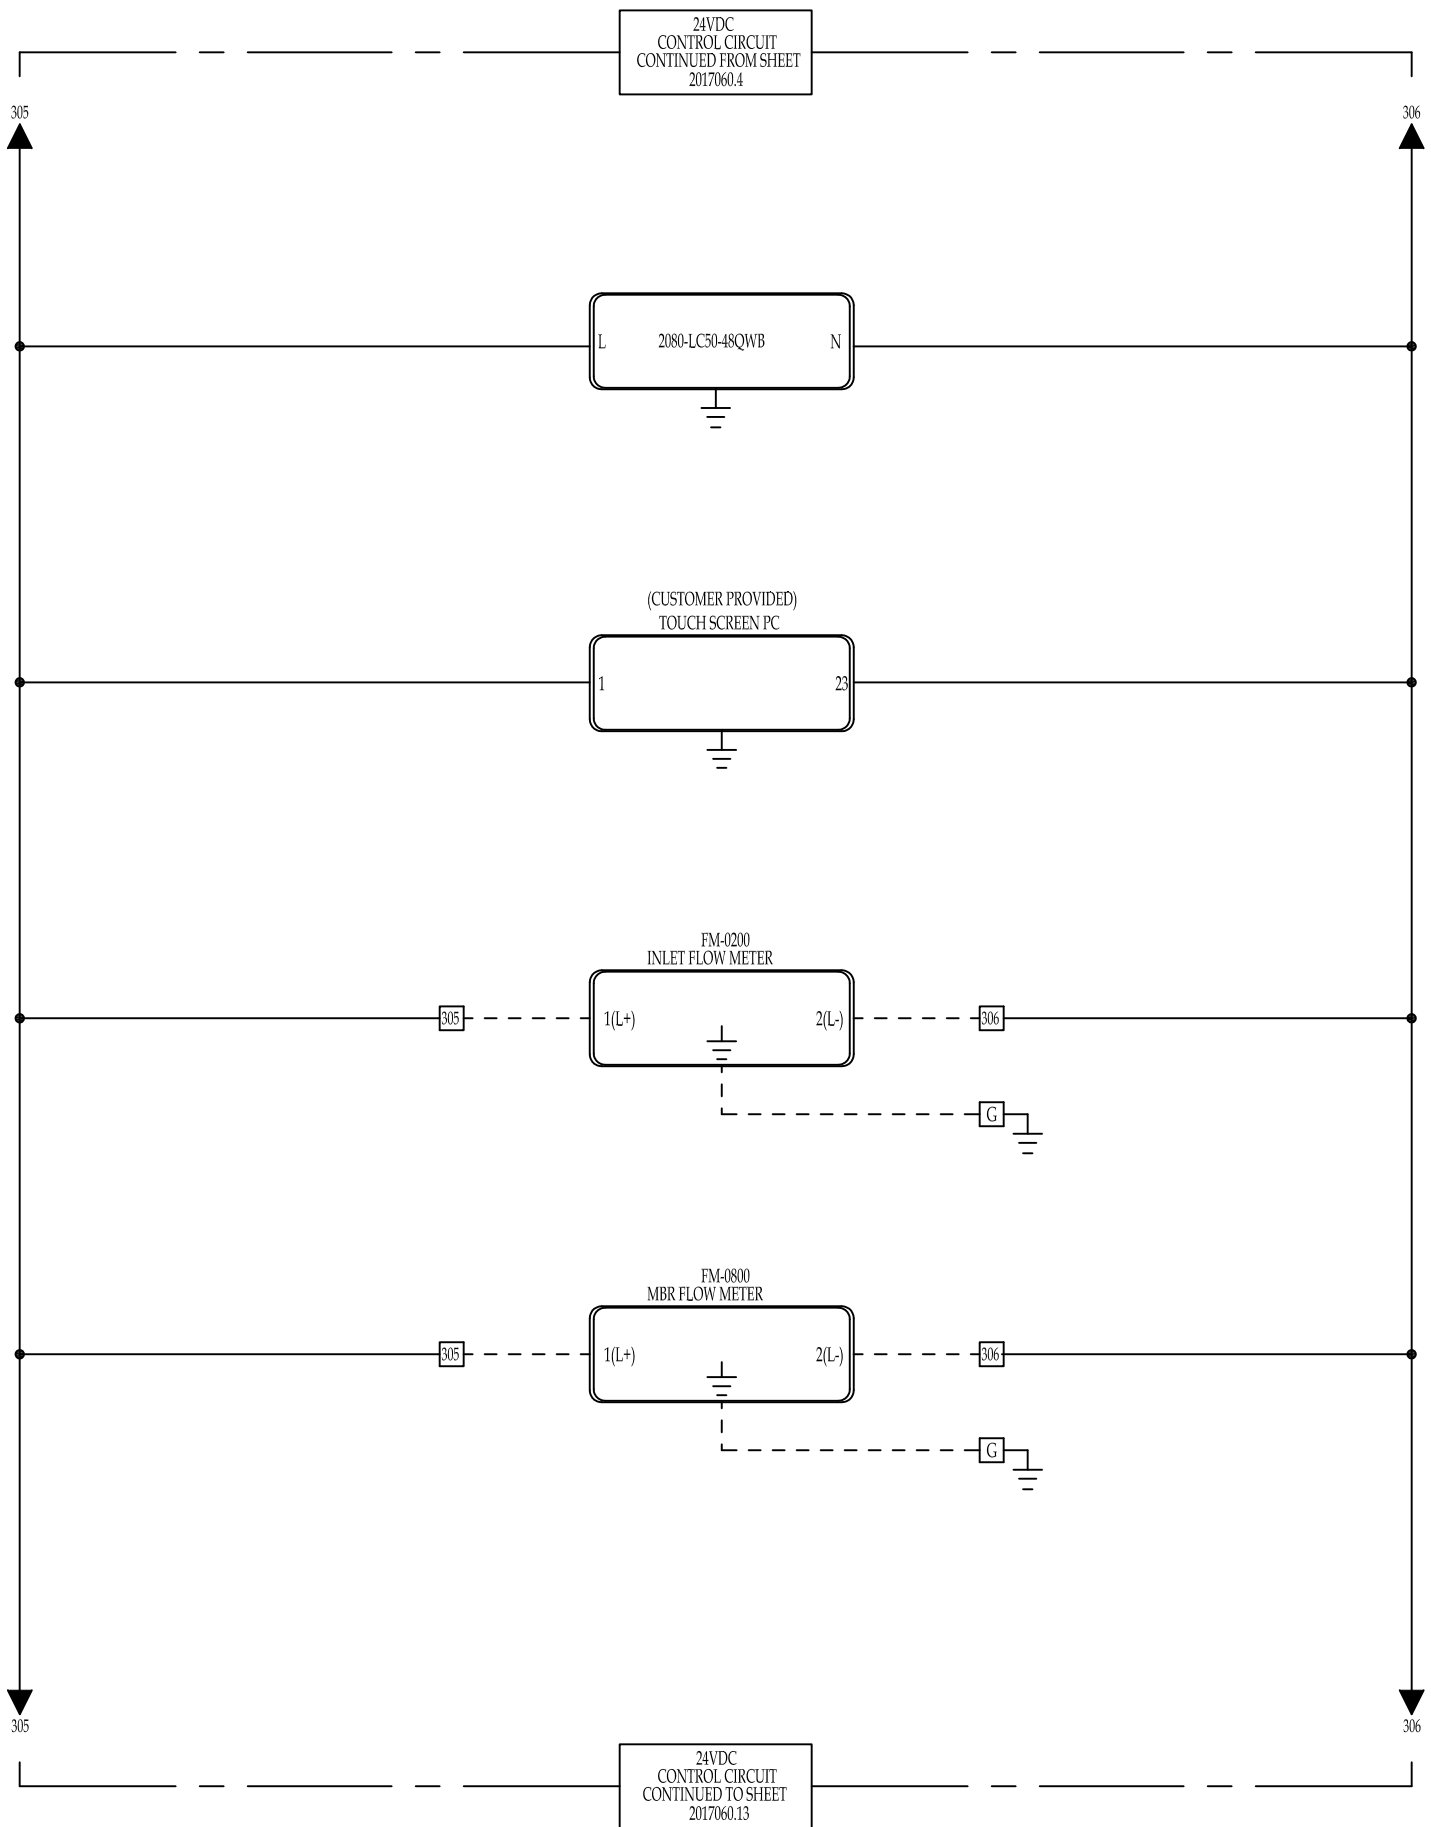 24VDC
CONTROL CIRCUIT
CONTINUED FROM SHEET
2017060.4
305
306
L
2080-LC50-48QWB
N
(CUSTOMER PROVIDED)
TOUCH SCREEN PC
1
23
FM-0200
INLET FLOW METER
305
1(L+)
2(L-)
306
G
FM-0800
MBR FLOW METER
305
1(L+)
2(L-)
306
G
305
306
24VDC
CONTROL CIRCUIT
CONTINUED TO SHEET
2017060.13